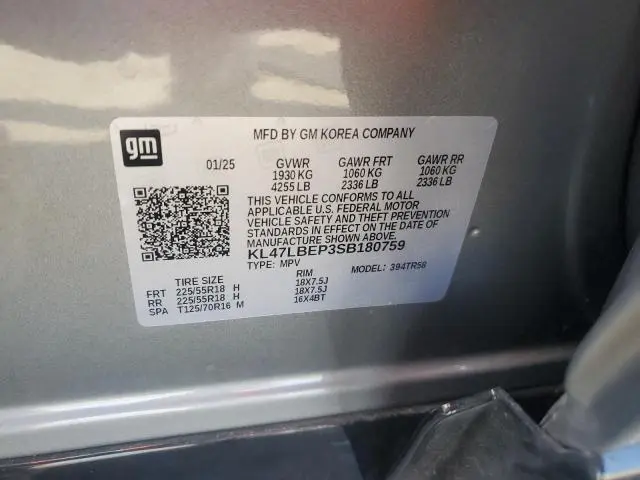 gm
MFD BY GM KOREA COMPANY
01/25 GVWR GAWR FRT GAWR RR
1930 KG 1060 KG 1060 KG
4255 LB 2336 LB 2336 LB
THIS VEHICLE CONFORMS TO ALL
APPLICABLE U.S. FEDERAL MOTOR
VEHICLE SAFETY AND THEFT PREVENTION
STANDARDS IN EFFECT ON THE DATE OF
MANUFACTURE SHOWN ABOVE.
KL47LBEP3SB180759
TYPE: MPV MODEL: 394TR58
TIRE SIZE RIM
FRT 225/55R18 H 18X7.5J
RR 225/55R18 H 18X7.5J
SPA T125/70R16 M 16X4BT